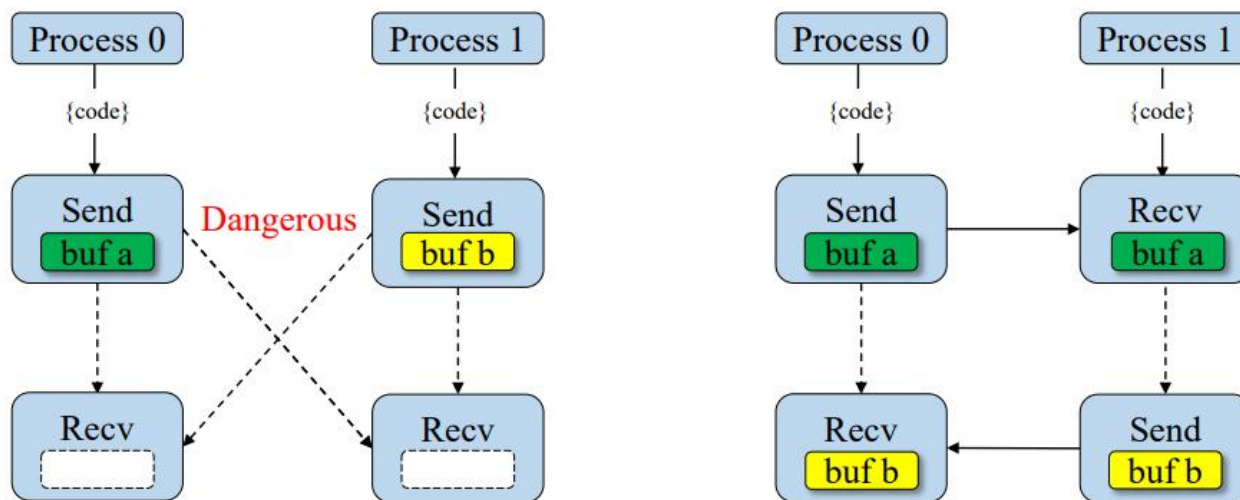 Process 0
Process 1
{code}
{code}
Send
buf a
Dangerous
Send
buf b
Recv
Recv
Process 0
Process 1
{code}
{code}
Send
buf a
Recv
buf a
Recv
buf b
Send
buf b